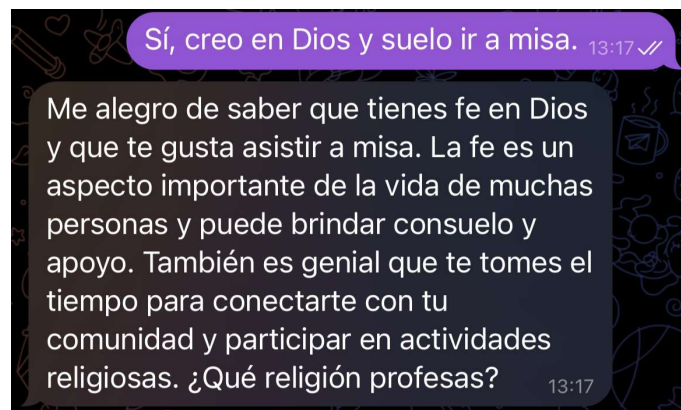 Sí, creo en Dios y suelo ir a misa. 13:17
Me alegro de saber que tienes fe en Dios
y que te gusta asistir a misa. La fe es un
aspecto importante de la vida de muchas
personas y puede brindar consuelo y
apoyo. También es genial que te tomes el
tiempo para conectarte con tu
comunidad y participar en actividades
religiosas. ¿Qué religión profesas? 13:17